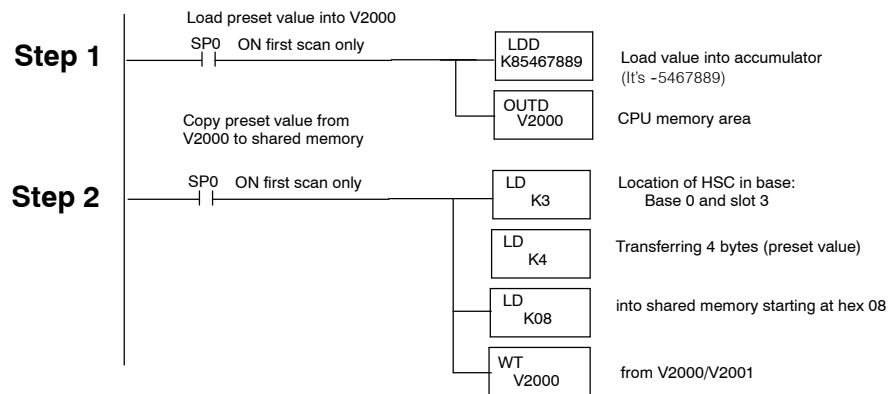 Load preset value into V2000
Step 1
SP0 ON first scan only
LDD
K85467889
Load value into accumulator
(It's -5467889)
OUTD
V2000
CPU memory area
Copy preset value from
V2000 to shared memory
Step 2
SP0 ON first scan only
LD
K3
Location of HSC in base:
Base 0 and slot 3
LD
K4
Transferring 4 bytes (preset value)
LD
K08
into shared memory starting at hex 08
WT
V2000
from V2000/V2001